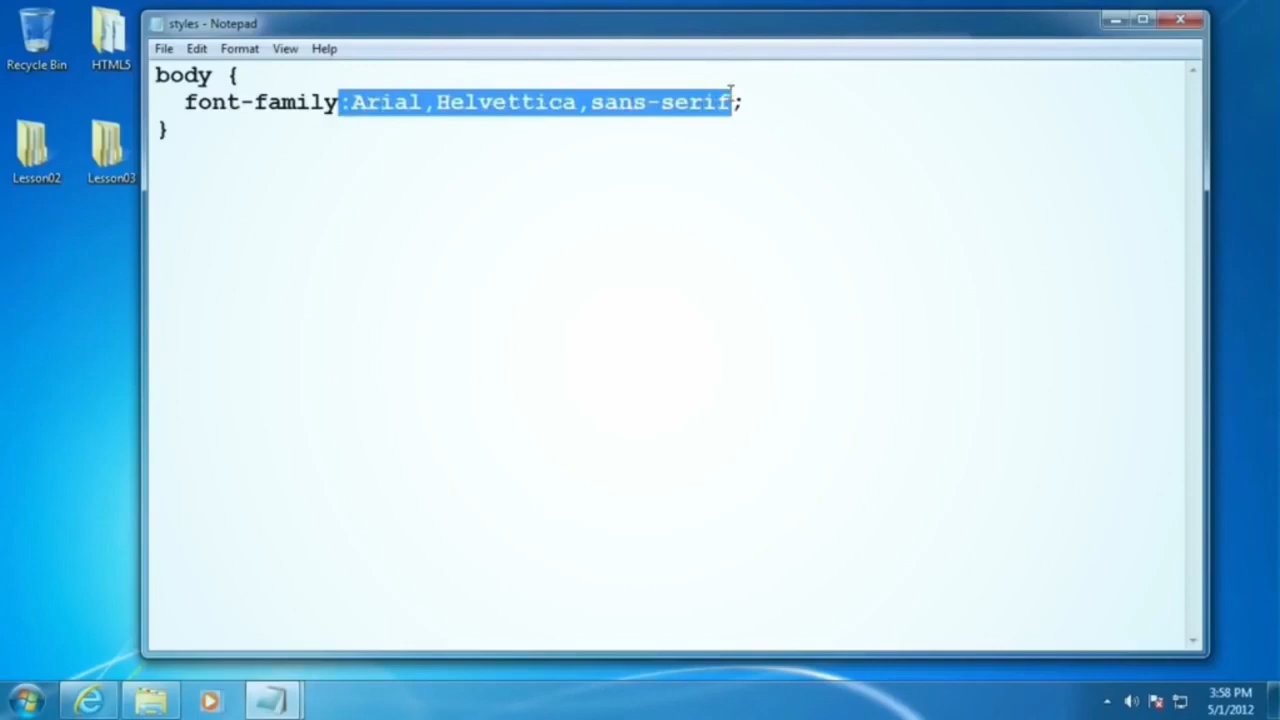 Recycle Bin
HTML5
Lesson02
Lesson03
styles - Notepad
File Edit Format View Help
body {
font-family:Arial,Helvettica,sans-serif;
}
3:58 PM
5/1/2012